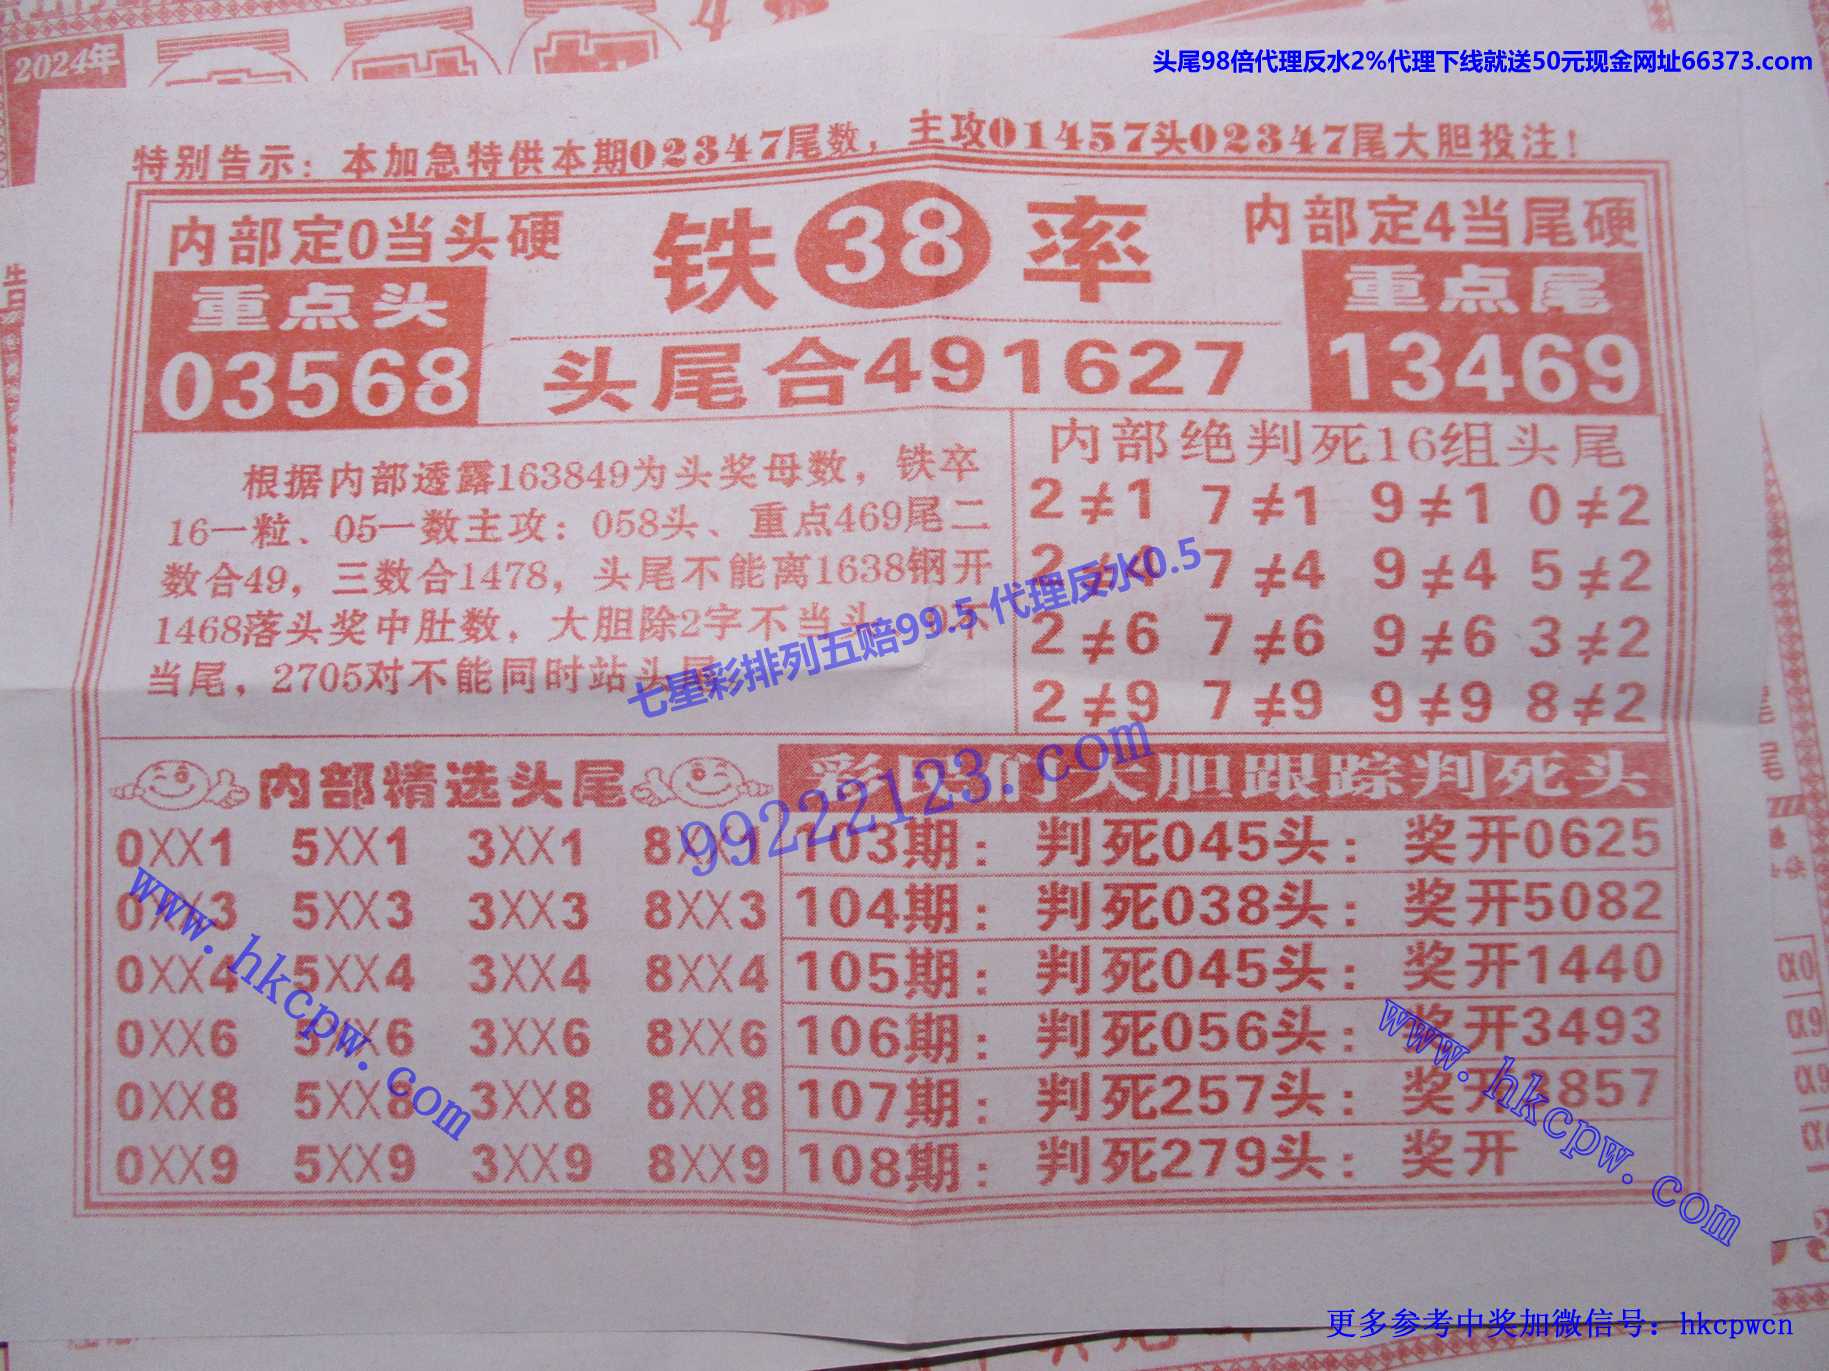 2024年
头尾98倍代理反水2%代理下线就送50元现金网址66373.com
特别告示：本加急特供本期02347尾数，主攻01457头02347尾大胆投注！
内部定0当头硬
铁38率
内部定4当尾硬
重点头
03568
头尾合491627
重点尾
13469
根据内部透露163849为头奖母数，铁卒
16一粒、05一数主攻：058头、重点469尾二
数合49，三数合1478，头尾不能离1638钢开
1468落头奖中肚数，大胆除2字不当头
当尾，2705对不能同时站头尾
内部绝判死16组头尾
2≠1 7≠1 9≠1 0≠2
2≠4 7≠4 9≠4 5≠2
2≠6 7≠6 9≠6 3≠2
2≠9 7≠9 9≠9 8≠2
七星彩排列五赔99.5 代理反水0.5
99222123.com
内部精选头尾
0XX1 5XX1 3XX1 8XX1
0XX3 5XX3 3XX3 8XX3
0XX4 5XX4 3XX4 8XX4
0XX6 5XX6 3XX6 8XX6
0XX8 5XX8 3XX8 8XX8
0XX9 5XX9 3XX9 8XX9
彩民们大胆跟踪判死头
103期：判死045头：奖开0625
104期：判死038头：奖开5082
105期：判死045头：奖开1440
106期：判死056头：奖开3493
107期：判死257头：奖开857
108期：判死279头：奖开
www.hkcpw.com
www.hkcpw.com
更多参考中奖加微信号：hkcpwcn